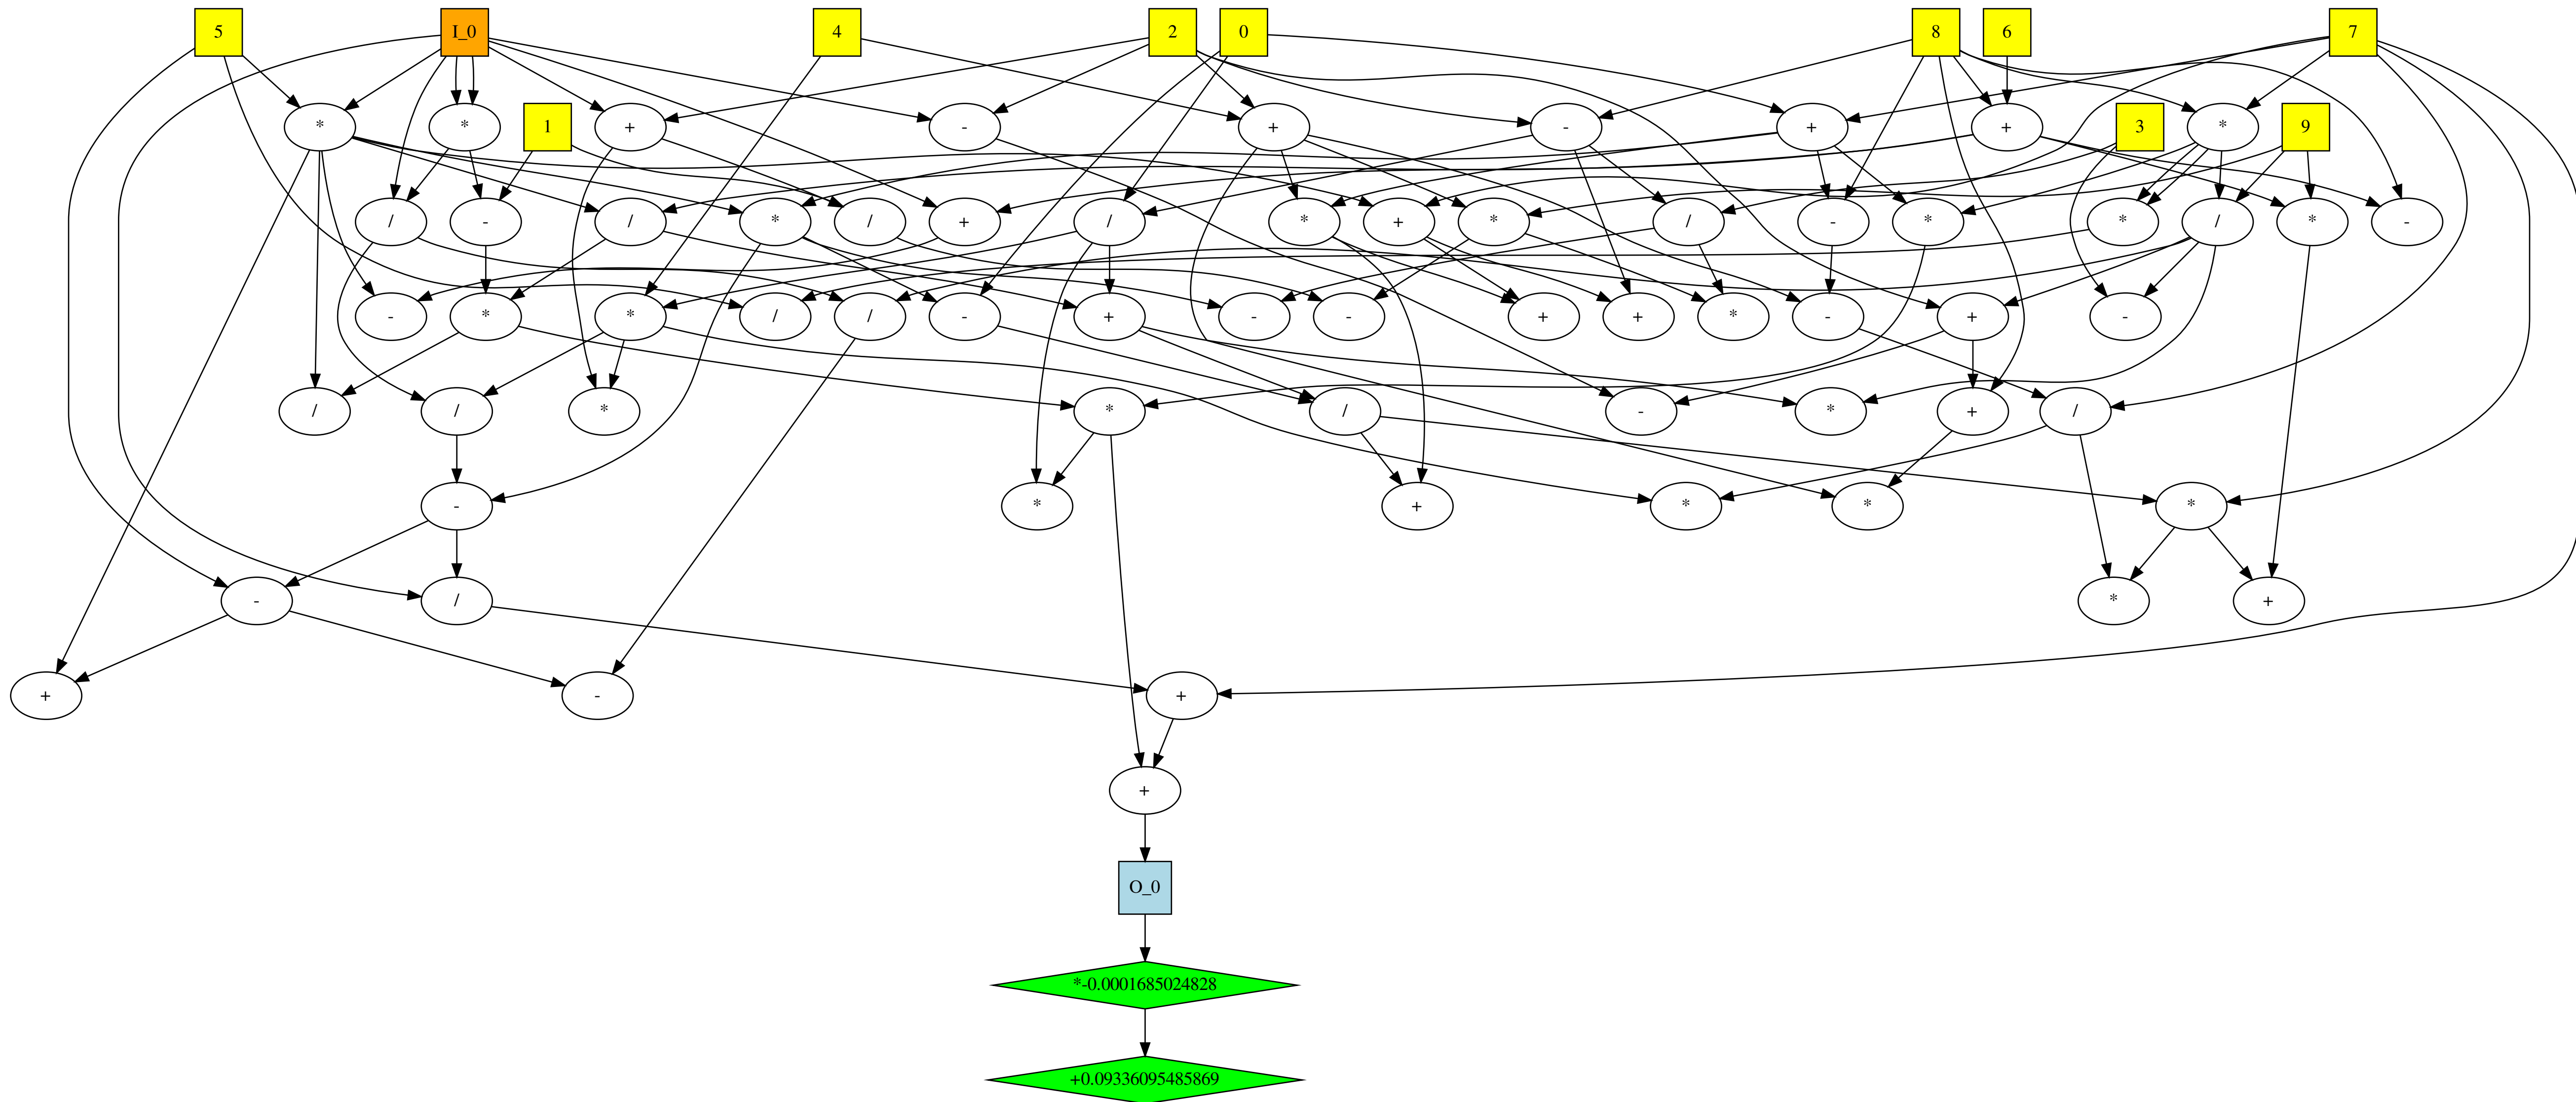 5 I_0 4 2 0 8 6 7
* * 1 + - + - + + 3 * 9
/ - / * / + / * + * / - * * / * -
- * * / / - + - - + + * - + -
/ / * * / - * + /
- * + * * *
- / * +
+ - +
+
O_0
*-0.0001685024828
+0.09336095485869